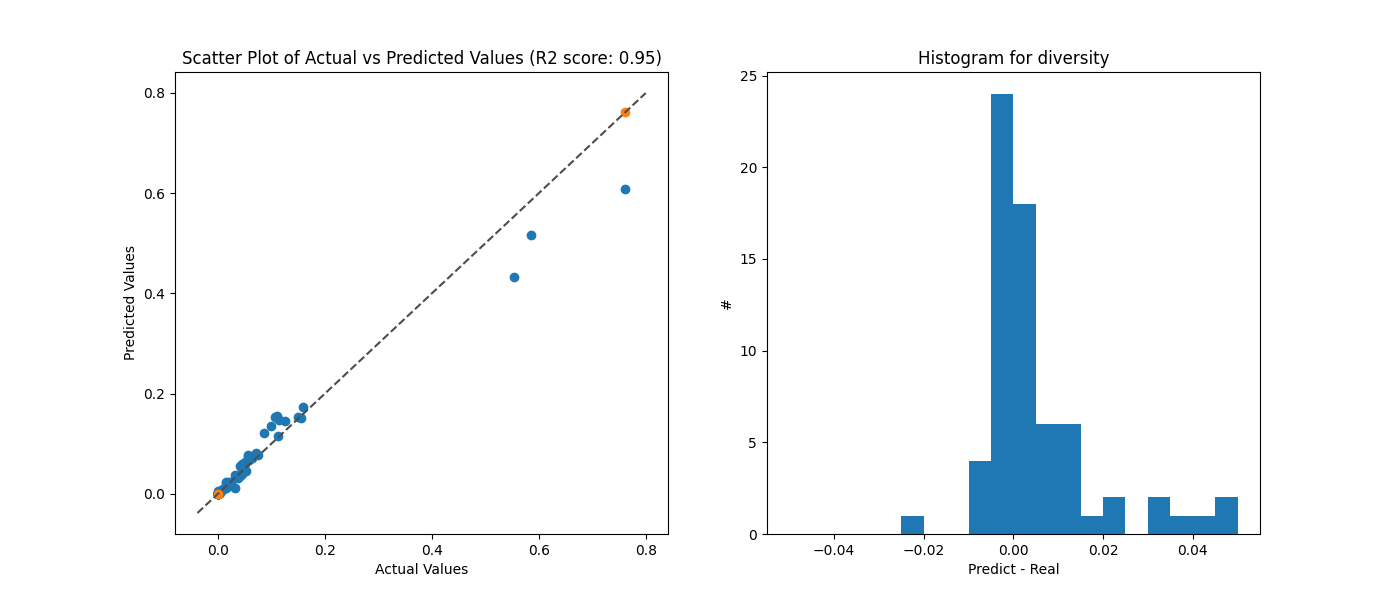 Scatter Plot of Actual vs Predicted Values (R2 score: 0.95)
0.8
0.6
0.4
0.2
0.0
Predicted Values
0.0 0.2 0.4 0.6 0.8
Actual Values
Histogram for diversity
25
20
15
10
5
0
#
−0.04 −0.02 0.00 0.02 0.04
Predict - Real